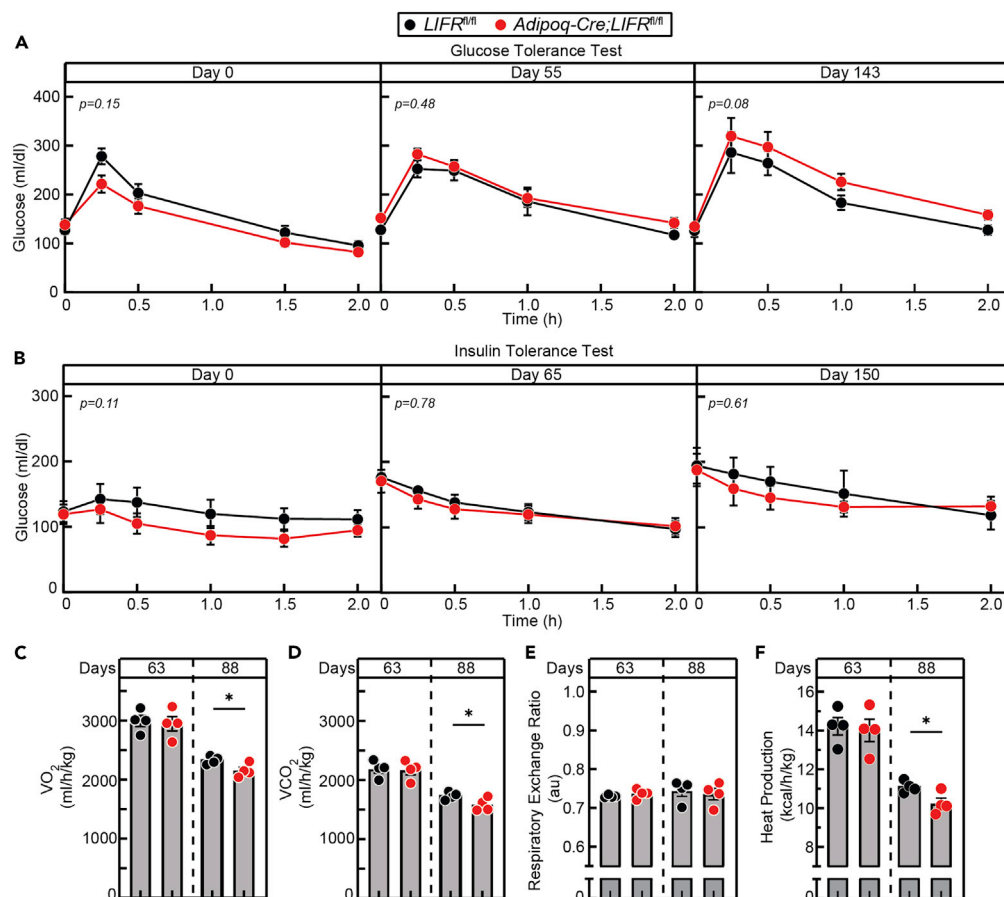 LIFRfl/fl Adipoq-Cre;LIFRfl/fl
A
Glucose Tolerance Test
Day 0 Day 55 Day 143
p=0.15 p=0.48 p=0.08
Glucose (ml/dl)
400
300
200
100
0
0 0.5 1.0 1.5 2.0 0 0.5 1.0 1.5 2.0 0 0.5 1.0 1.5 2.0
Time (h) Time (h) Time (h)
B
Insulin Tolerance Test
Day 0 Day 65 Day 150
p=0.11 p=0.78 p=0.61
Glucose (ml/dl)
300
200
100
0
0 0.5 1.0 1.5 2.0 0 0.5 1.0 1.5 2.0 0 0.5 1.0 1.5 2.0
Time (h) Time (h) Time (h)
C
Days 63 88
*
VO2
(ml/h/kg)
3000
2000
1000
0
D
Days 63 88
*
VCO2
(ml/h/kg)
3000
2000
1000
0
E
Days 63 88
Respiratory Exchange Ratio
(au)
1.0
0.9
0.8
0.7
0.6
0
F
Days 63 88
*
Heat Production
(kcal/h/kg)
16
14
12
10
8
0